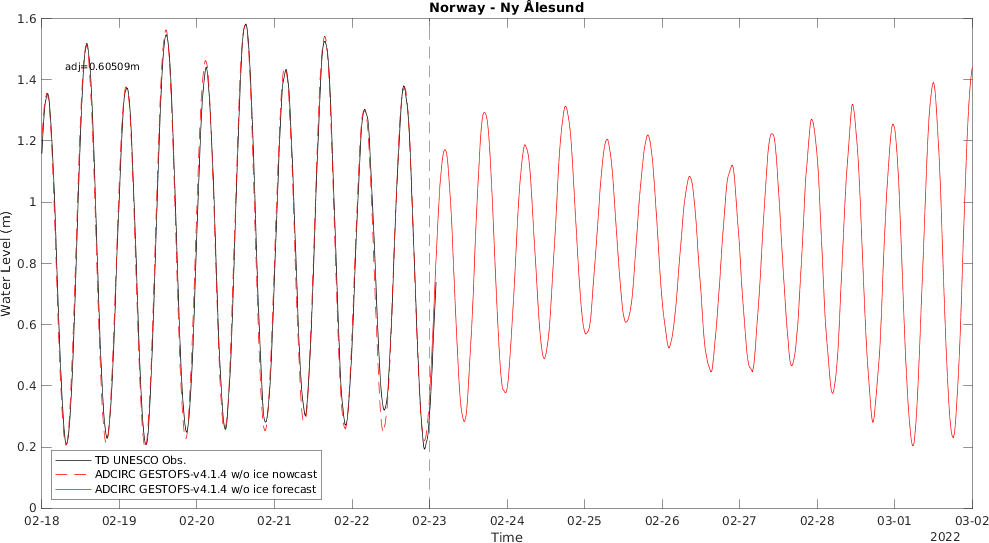 Norway - Ny Ålesund
adj=0.60509m
Water Level (m)
1.6
1.4
1.2
1
0.8
0.6
0.4
0.2
0
TD UNESCO Obs.
ADCIRC GESTOFS-v4.1.4 w/o ice nowcast
ADCIRC GESTOFS-v4.1.4 w/o ice forecast
02-18 02-19 02-20 02-21 02-22 02-23 02-24 02-25 02-26 02-27 02-28 03-01 03-02
Time
2022